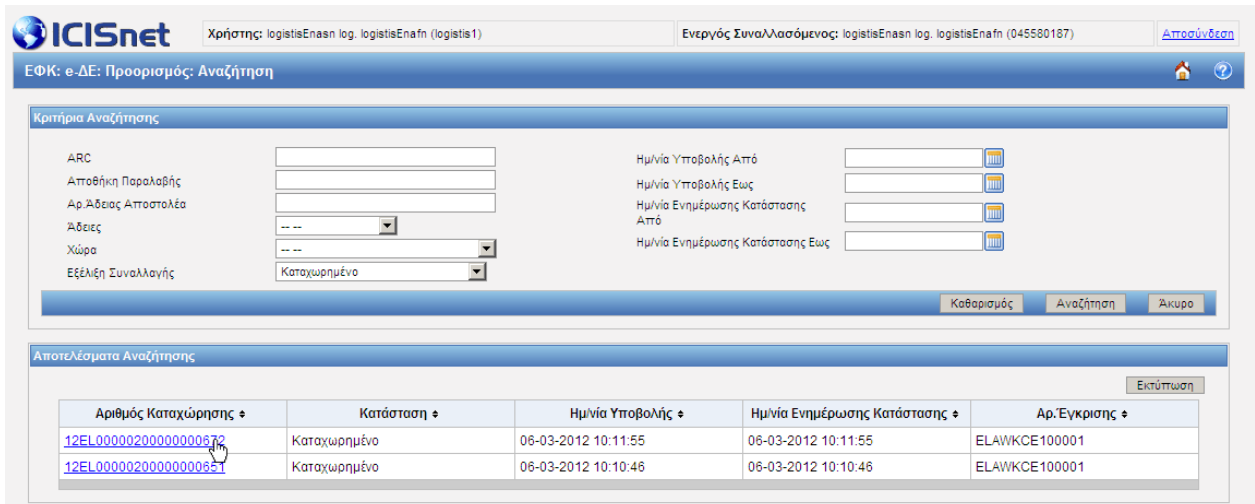 ICISnet
Χρήστης: logistisEnasn log. logistisEnafn (logistis1)
Ενεργός Συναλλασόμενος: logistisEnasn log. logistisEnafn (045580187)
Αποσύνδεση
ΕΦΚ: e-ΔΕ: Προορισμός: Αναζήτηση
Κριτήρια Αναζήτησης
ARC
Αποθήκη Παραλαβής
Αρ.Άδειας Αποστολέα
Άδειες
-- --
Χώρα
-- --
Εξέλιξη Συναλλαγής
Καταχωρημένο
Ημ/νία Υποβολής Από
Ημ/νία Υποβολής Εως
Ημ/νία Ενημέρωσης Κατάστασης
Από
Ημ/νία Ενημέρωσης Κατάστασης Εως
Καθαρισμός Αναζήτηση Άκυρο
Αποτελέσματα Αναζήτησης
Εκτύπωση
Αριθμός Καταχώρησης Κατάσταση Ημ/νία Υποβολής Ημ/νία Ενημέρωσης Κατάστασης Αρ.Έγκρισης
12EL00000200000000672 Καταχωρημένο 06-03-2012 10:11:55 06-03-2012 10:11:55 ELAWKCE100001
12EL00000200000000651 Καταχωρημένο 06-03-2012 10:10:46 06-03-2012 10:10:46 ELAWKCE100001